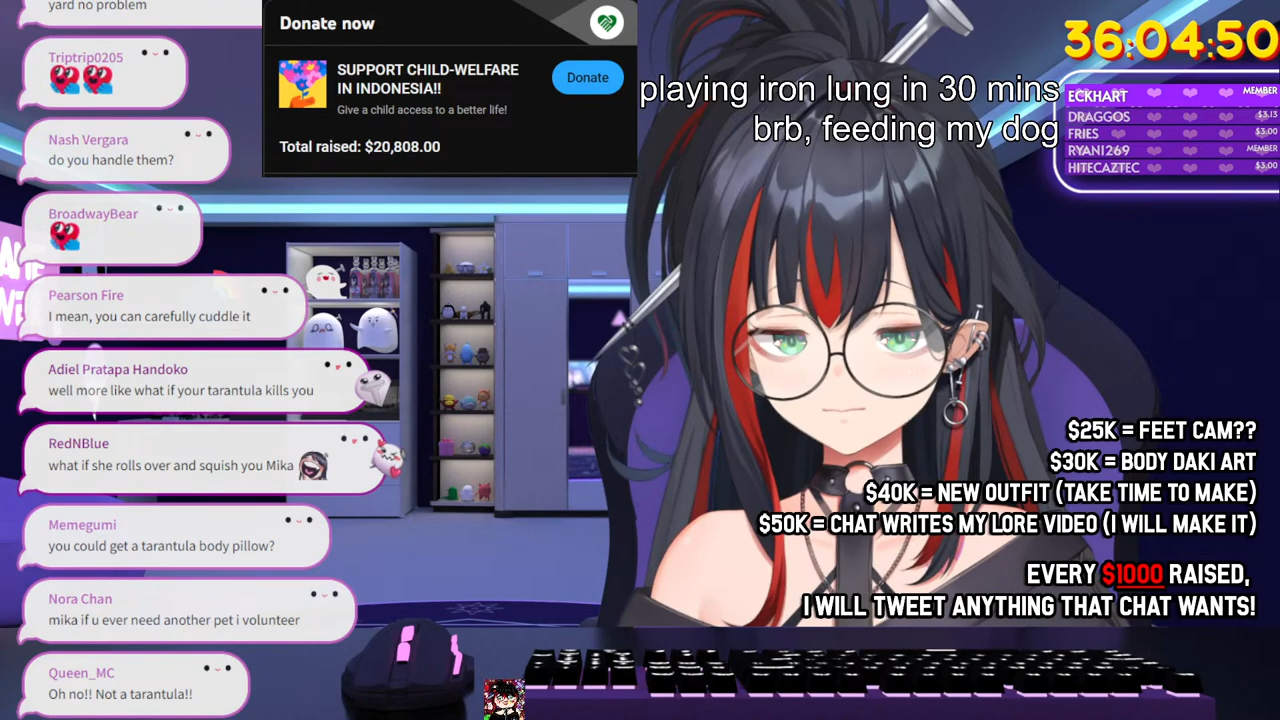 yard no problem
Triptrip0205
Nash Vergara
do you handle them?
BroadwayBear
Pearson Fire
I mean, you can carefully cuddle it
Adiel Pratapa Handoko
well more like what if your tarantula kills you
RedNBlue
what if she rolls over and squish you Mika
Memegumi
you could get a tarantula body pillow?
Nora Chan
mika if u ever need another pet i volunteer
Queen_MC
Oh no!! Not a tarantula!!
Donate now
SUPPORT CHILD-WELFARE
IN INDONESIA!!
Give a child access to a better life!
Donate
Total raised: $20,808.00
playing iron lung in 30 mins
brb, feeding my dog
36:04:50
ECKHART MEMBER
DRAGGOS $3.13
FRIES $3.00
RYAN1269 MEMBER
HITECAZTEC $3.00
$25K = FEET CAM??
$30K = BODY DAKI ART
$40K = NEW OUTFIT (TAKE TIME TO MAKE)
$50K = CHAT WRITES MY LORE VIDEO (I WILL MAKE IT)
EVERY $1000 RAISED,
I WILL TWEET ANYTHING THAT CHAT WANTS!